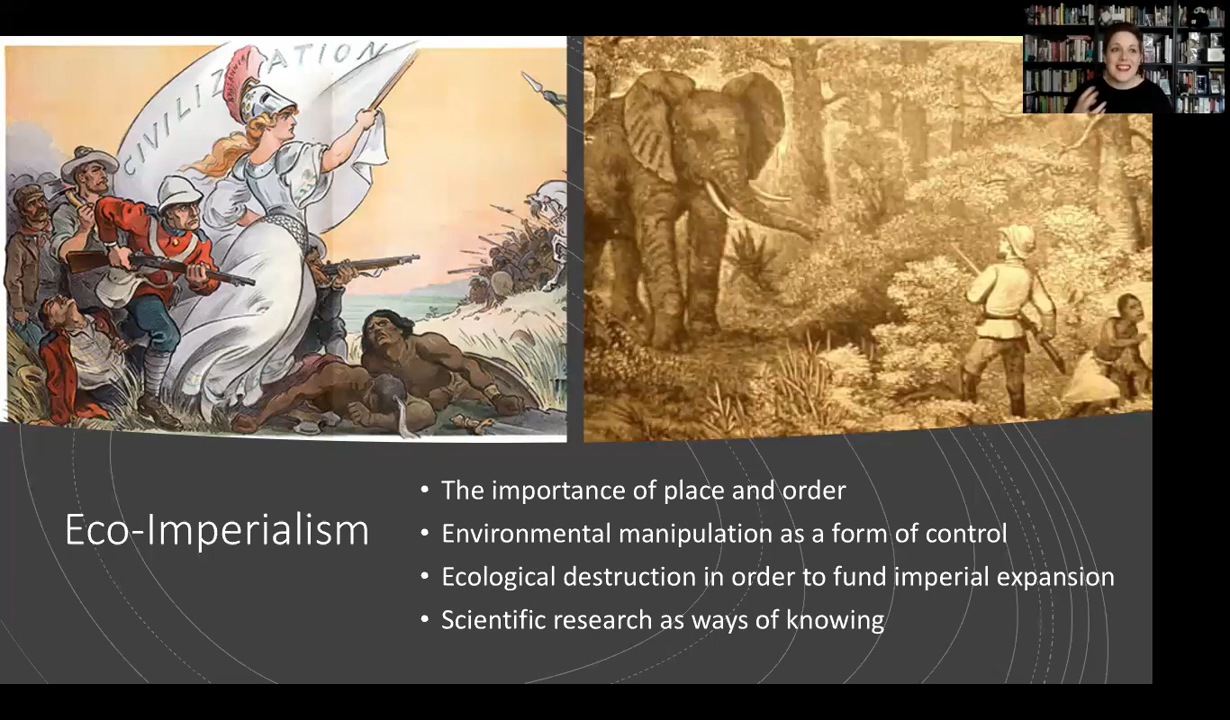 CIVILIZATION
BRITANNIA
Eco-Imperialism
• The importance of place and order
• Environmental manipulation as a form of control
• Ecological destruction in order to fund imperial expansion
• Scientific research as ways of knowing